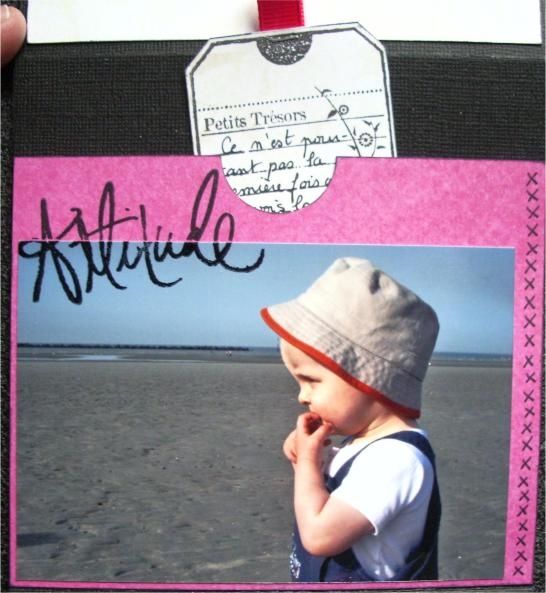 Petits Trésors
Ce n'est pour-
tant pas la
première fois
Attitude